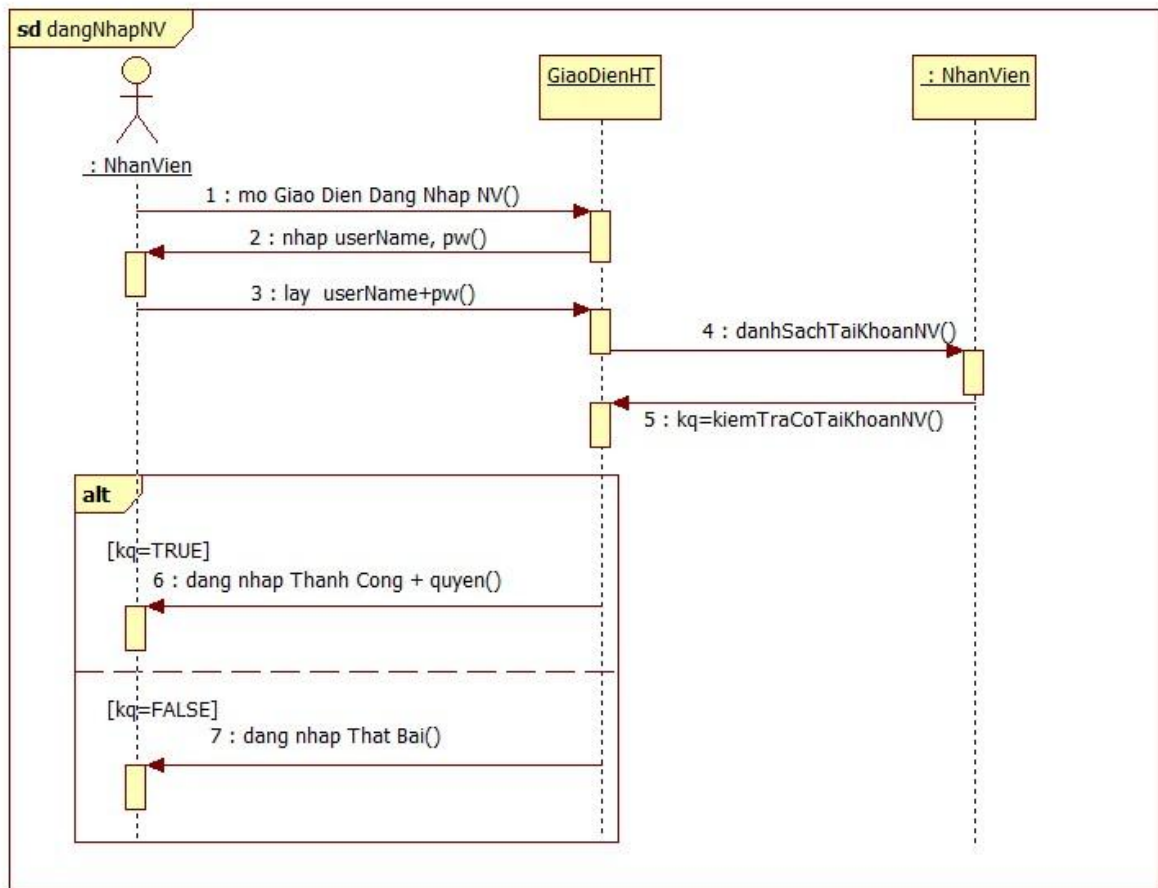 sd dangNhapNV
GiaoDienHT
: NhanVien
: NhanVien
1 : mo Giao Dien Dang Nhap NV()
2 : nhap userName, pw()
3 : lay userName+pw()
4 : danhSachTaiKhoanNV()
5 : kq=kiemTraCoTaiKhoanNV()
alt
[kq=TRUE]
6 : dang nhap Thanh Cong + quyen()
[kq=FALSE]
7 : dang nhap That Bai()